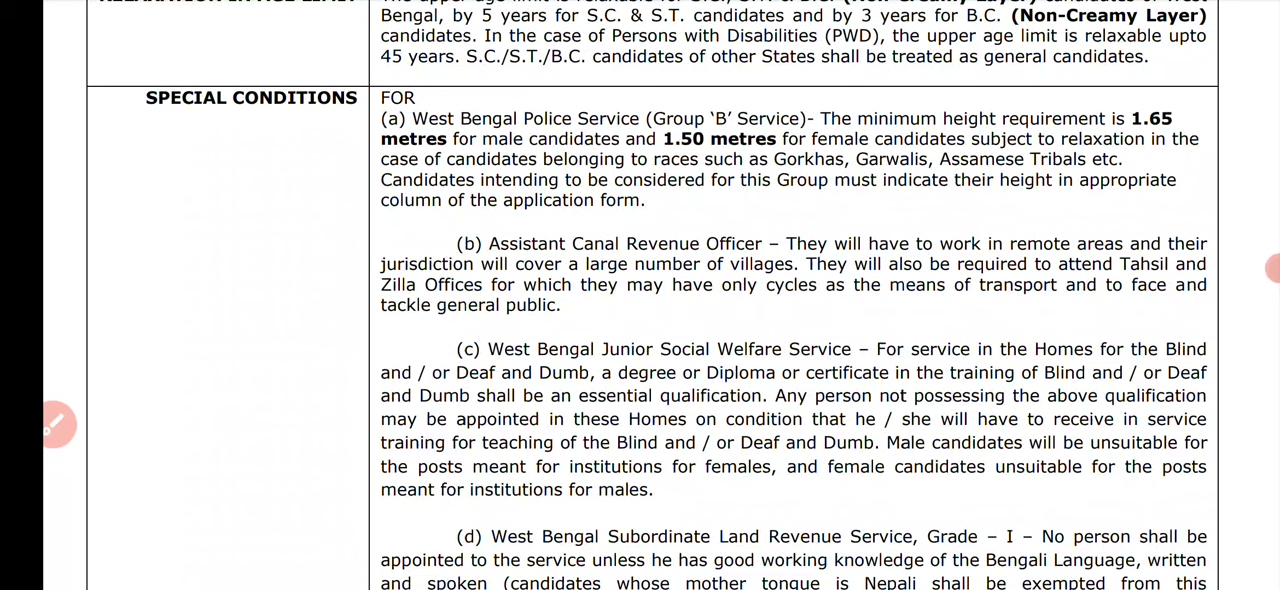 Bengal, by 5 years for S.C. & S.T. candidates and by 3 years for B.C. (Non-Creamy Layer)
candidates. In the case of Persons with Disabilities (PWD), the upper age limit is relaxable upto
45 years. S.C./S.T./B.C. candidates of other States shall be treated as general candidates.
SPECIAL CONDITIONS
FOR
(a) West Bengal Police Service (Group ‘B’ Service)- The minimum height requirement is 1.65
metres for male candidates and 1.50 metres for female candidates subject to relaxation in the
case of candidates belonging to races such as Gorkhas, Garwalis, Assamese Tribals etc.
Candidates intending to be considered for this Group must indicate their height in appropriate
column of the application form.
(b) Assistant Canal Revenue Officer – They will have to work in remote areas and their
jurisdiction will cover a large number of villages. They will also be required to attend Tahsil and
Zilla Offices for which they may have only cycles as the means of transport and to face and
tackle general public.
(c) West Bengal Junior Social Welfare Service – For service in the Homes for the Blind
and / or Deaf and Dumb, a degree or Diploma or certificate in the training of Blind and / or Deaf
and Dumb shall be an essential qualification. Any person not possessing the above qualification
may be appointed in these Homes on condition that he / she will have to receive in service
training for teaching of the Blind and / or Deaf and Dumb. Male candidates will be unsuitable for
the posts meant for institutions for females, and female candidates unsuitable for the posts
meant for institutions for males.
(d) West Bengal Subordinate Land Revenue Service, Grade – I – No person shall be
appointed to the service unless he has good working knowledge of the Bengali Language, written
and spoken (candidates whose mother tongue is Nepali shall be exempted from this